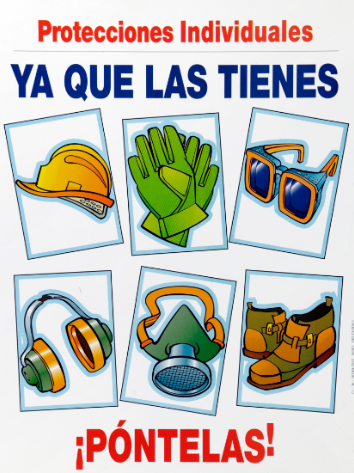 Protecciones Individuales
YA QUE LAS TIENES
¡PÓNTELAS!